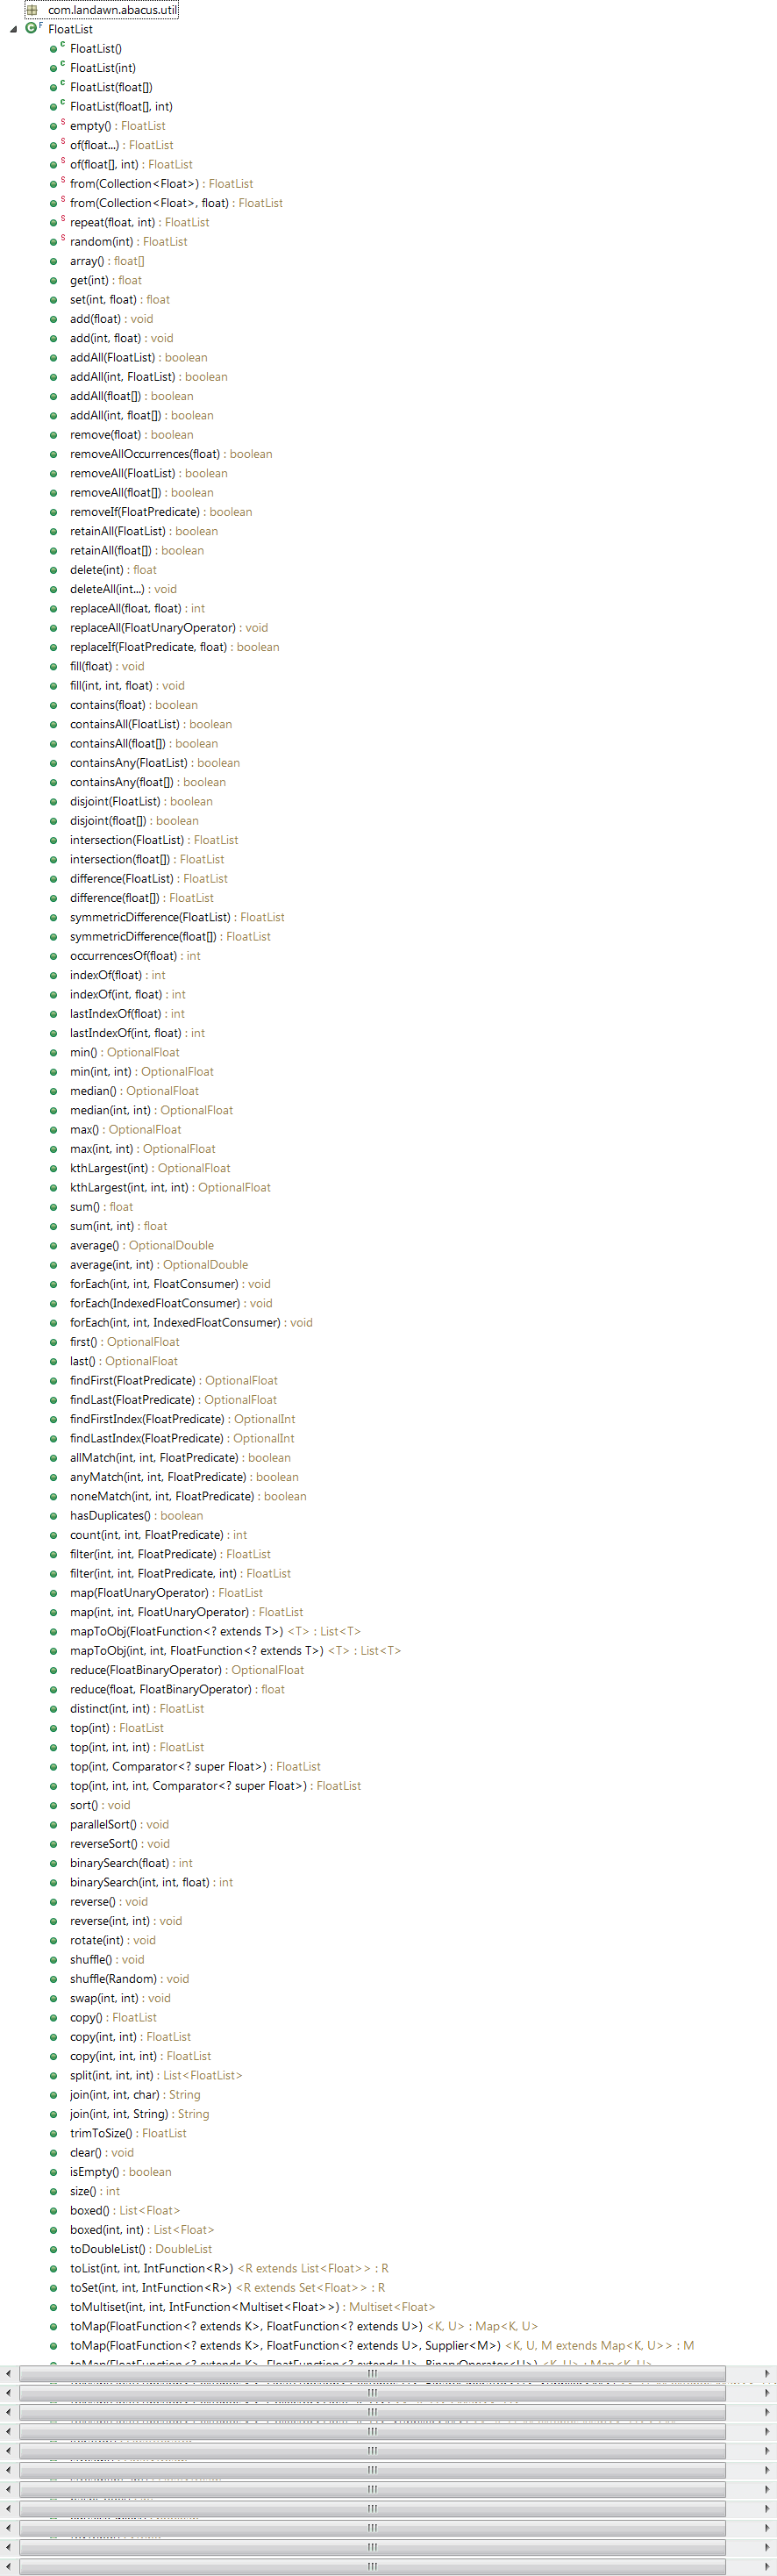 com.landawn.abacus.util
FloatList
FloatList()
FloatList(int)
FloatList(float[])
FloatList(float[], int)
empty() : FloatList
of(float...) : FloatList
of(float[], int) : FloatList
from(Collection<Float>) : FloatList
from(Collection<Float>, float) : FloatList
repeat(float, int) : FloatList
random(int) : FloatList
array() : float[]
get(int) : float
set(int, float) : float
add(float) : void
add(int, float) : void
addAll(FloatList) : boolean
addAll(int, FloatList) : boolean
addAll(float[]) : boolean
addAll(int, float[]) : boolean
remove(float) : boolean
removeAllOccurrences(float) : boolean
removeAll(FloatList) : boolean
removeAll(float[]) : boolean
removeIf(FloatPredicate) : boolean
retainAll(FloatList) : boolean
retainAll(float[]) : boolean
delete(int) : float
deleteAll(int...) : void
replaceAll(float, float) : int
replaceAll(FloatUnaryOperator) : void
replaceIf(FloatPredicate, float) : boolean
fill(float) : void
fill(int, int, float) : void
contains(float) : boolean
containsAll(FloatList) : boolean
containsAll(float[]) : boolean
containsAny(FloatList) : boolean
containsAny(float[]) : boolean
disjoint(FloatList) : boolean
disjoint(float[]) : boolean
intersection(FloatList) : FloatList
intersection(float[]) : FloatList
difference(FloatList) : FloatList
difference(float[]) : FloatList
symmetricDifference(FloatList) : FloatList
symmetricDifference(float[]) : FloatList
occurrencesOf(float) : int
indexOf(float) : int
indexOf(int, float) : int
lastIndexOf(float) : int
lastIndexOf(int, float) : int
min() : OptionalFloat
min(int, int) : OptionalFloat
median() : OptionalFloat
median(int, int) : OptionalFloat
max() : OptionalFloat
max(int, int) : OptionalFloat
kthLargest(int) : OptionalFloat
kthLargest(int, int, int) : OptionalFloat
sum() : float
sum(int, int) : float
average() : OptionalDouble
average(int, int) : OptionalDouble
forEach(int, int, FloatConsumer) : void
forEach(IndexedFloatConsumer) : void
forEach(int, int, IndexedFloatConsumer) : void
first() : OptionalFloat
last() : OptionalFloat
findFirst(FloatPredicate) : OptionalFloat
findLast(FloatPredicate) : OptionalFloat
findFirstIndex(FloatPredicate) : OptionalInt
findLastIndex(FloatPredicate) : OptionalInt
allMatch(int, int, FloatPredicate) : boolean
anyMatch(int, int, FloatPredicate) : boolean
noneMatch(int, int, FloatPredicate) : boolean
hasDuplicates() : boolean
count(int, int, FloatPredicate) : int
filter(int, int, FloatPredicate) : FloatList
filter(int, int, FloatPredicate, int) : FloatList
map(FloatUnaryOperator) : FloatList
map(int, int, FloatUnaryOperator) : FloatList
mapToObj(FloatFunction<? extends T>) <T> : List<T>
mapToObj(int, int, FloatFunction<? extends T>) <T> : List<T>
reduce(FloatBinaryOperator) : OptionalFloat
reduce(float, FloatBinaryOperator) : float
distinct(int, int) : FloatList
top(int) : FloatList
top(int, int, int) : FloatList
top(int, Comparator<? super Float>) : FloatList
top(int, int, int, Comparator<? super Float>) : FloatList
sort() : void
parallelSort() : void
reverseSort() : void
binarySearch(float) : int
binarySearch(int, int, float) : int
reverse() : void
reverse(int, int) : void
rotate(int) : void
shuffle() : void
shuffle(Random) : void
swap(int, int) : void
copy() : FloatList
copy(int, int) : FloatList
copy(int, int, int) : FloatList
split(int, int, int) : List<FloatList>
join(int, int, char) : String
join(int, int, String) : String
trimToSize() : FloatList
clear() : void
isEmpty() : boolean
size() : int
boxed() : List<Float>
boxed(int, int) : List<Float>
toDoubleList() : DoubleList
toList(int, int, IntFunction<R>) <R extends List<Float>> : R
toSet(int, int, IntFunction<R>) <R extends Set<Float>> : R
toMultiset(int, int, IntFunction<Multiset<Float>>) : Multiset<Float>
toMap(FloatFunction<? extends K>, FloatFunction<? extends U>) <K, U> : Map<K, U>
toMap(FloatFunction<? extends K>, FloatFunction<? extends U>, Supplier<M>) <K, U, M extends Map<K, U>> : M
toMap(FloatFunction<? extends K>, FloatFunction<? extends U>, BinaryOperator<U>) <K, U> : Map<K, U>